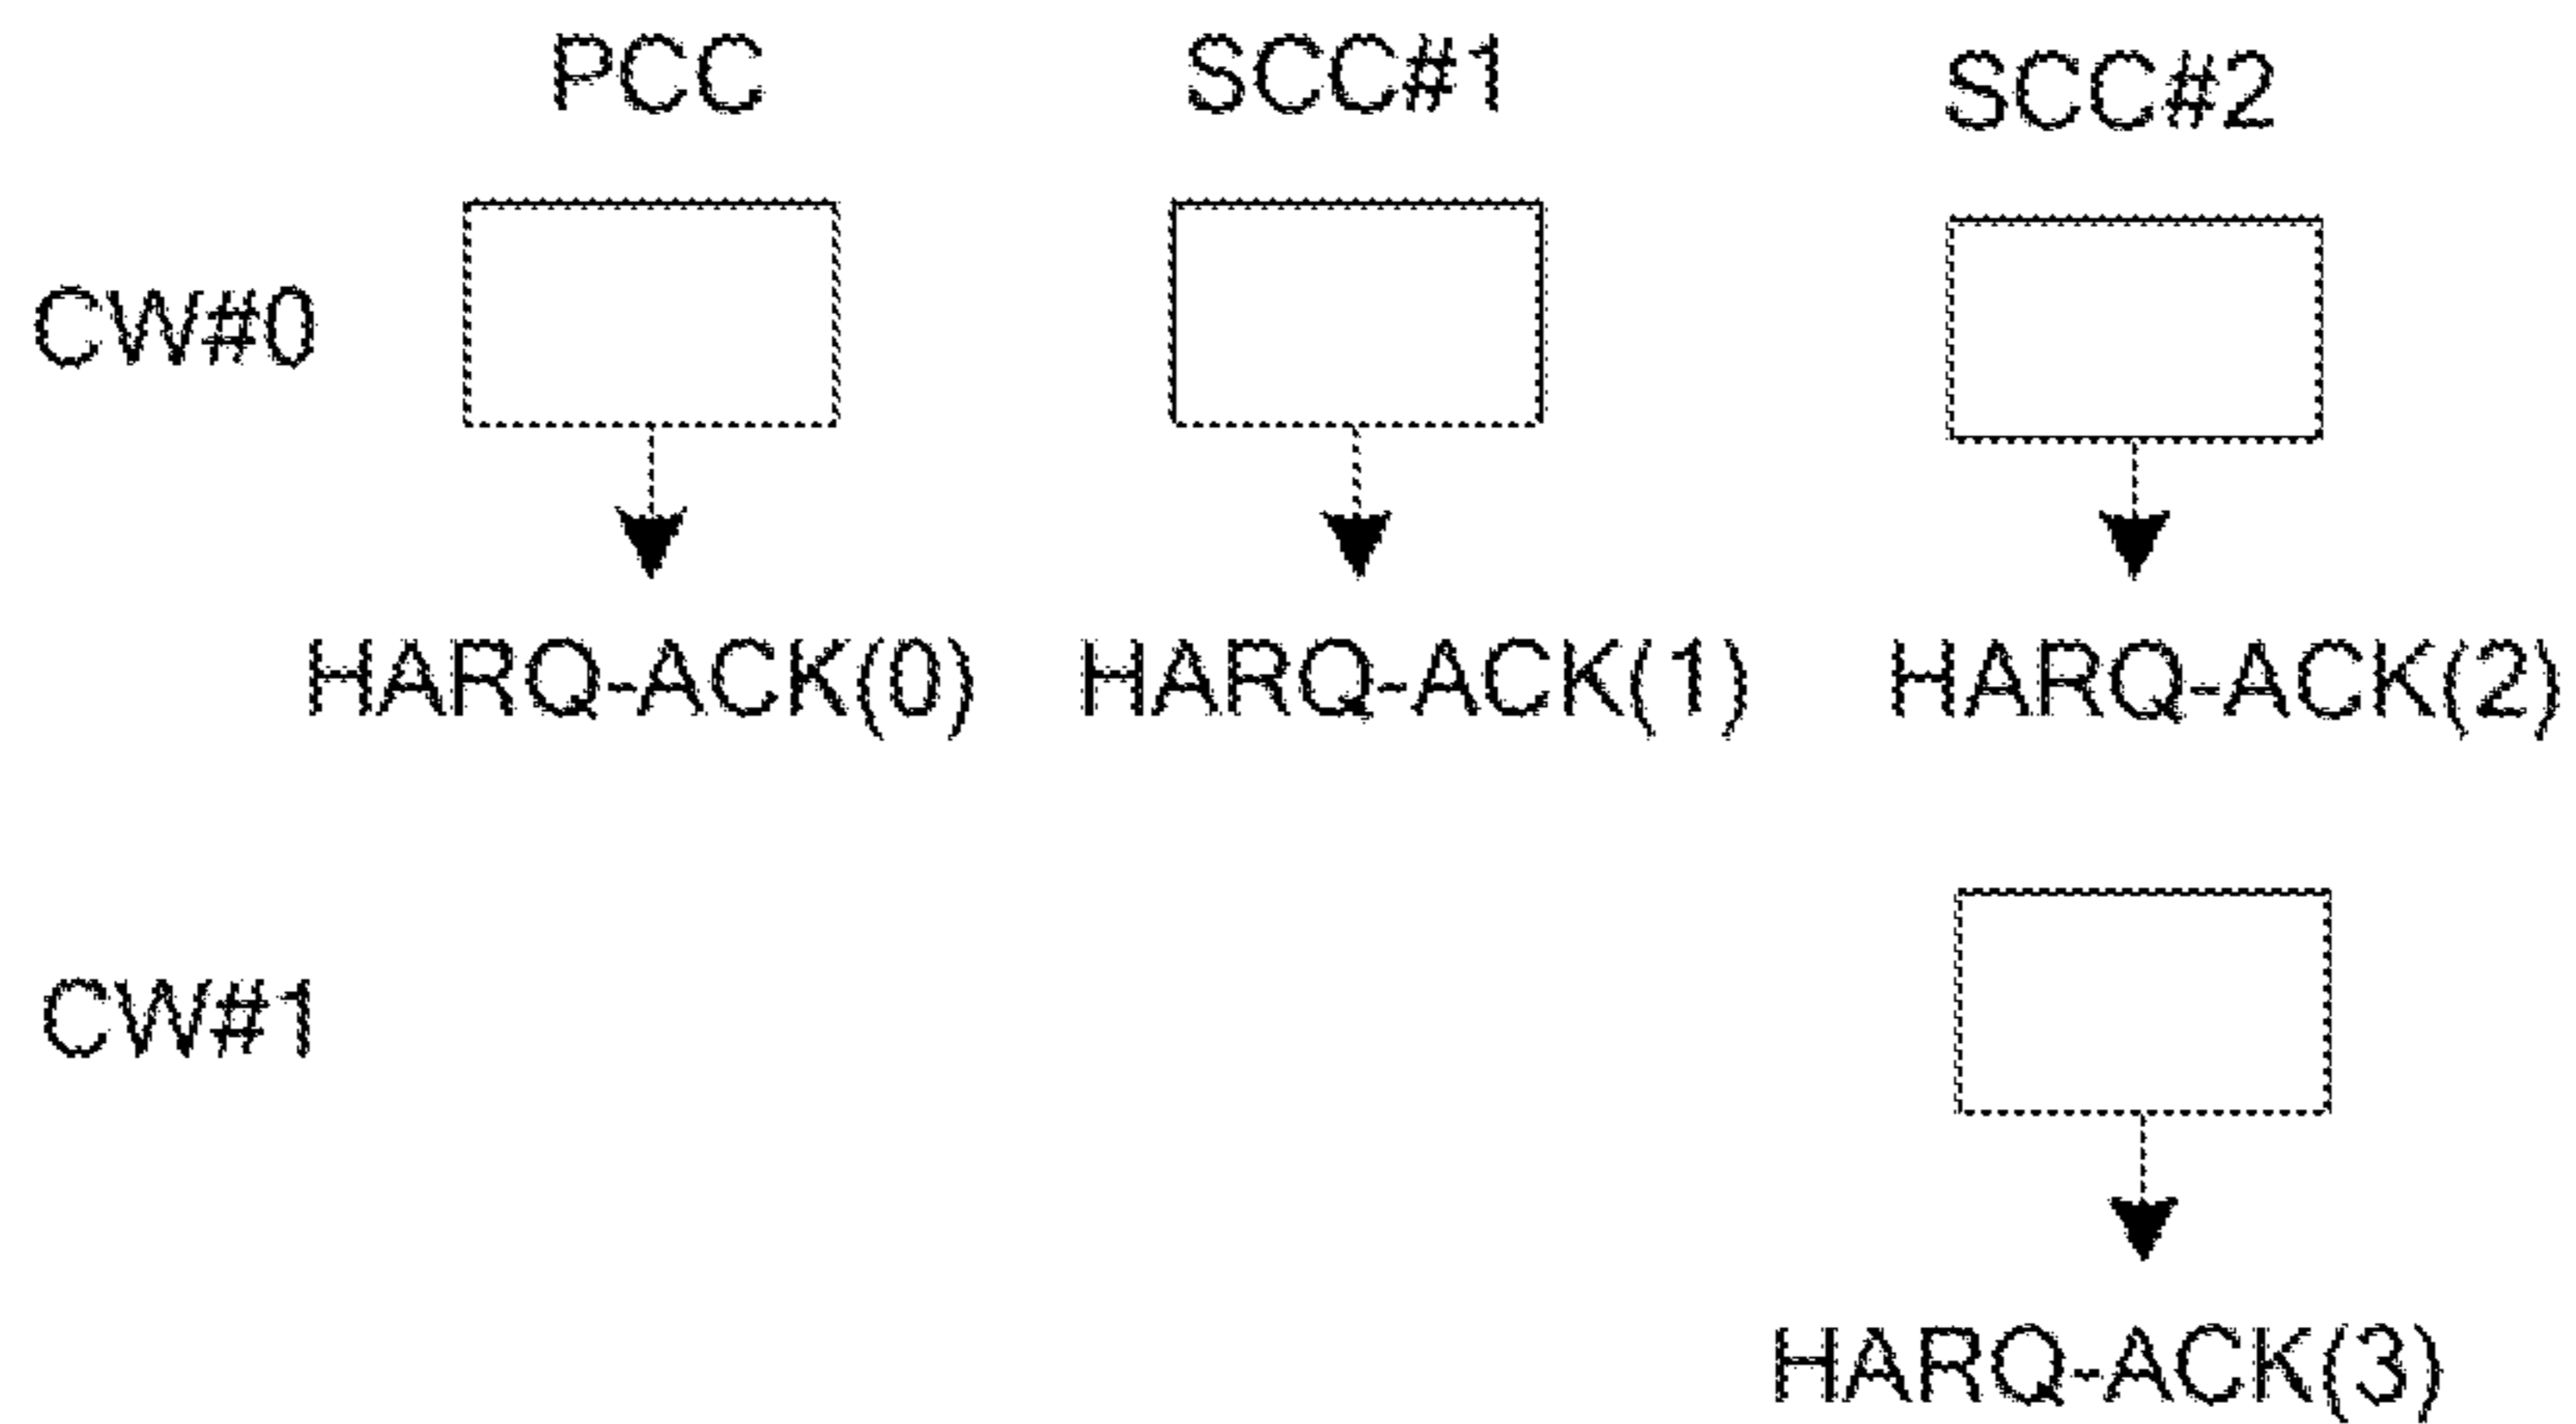 PCC SCC#1 SCC#2
CW#0
HARQ-ACK(0) HARQ-ACK(1) HARQ-ACK(2)
CW#1
HARQ-ACK(3)